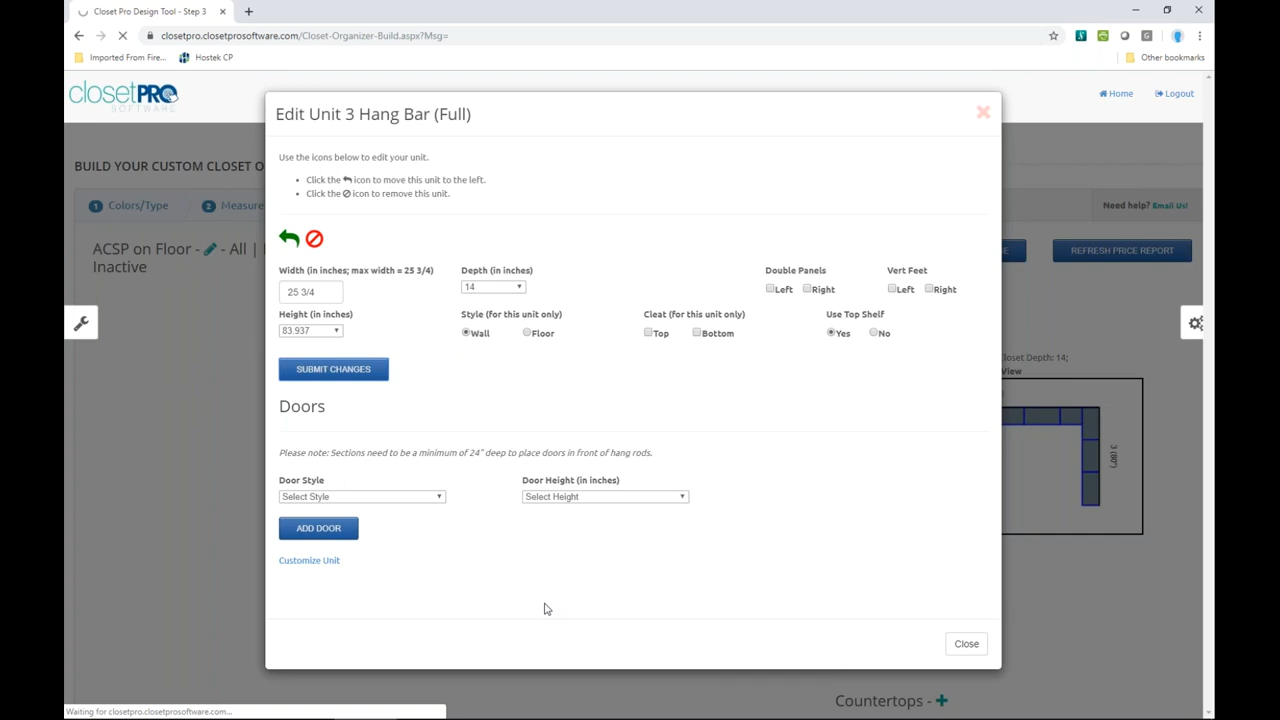 Closet Pro Design Tool - Step 3
closetpro.closetprosoftware.com/Closet-Organizer-Build.aspx?Msg=
Imported From Fire...
Hostek CP
Other bookmarks
closetPRO
SOFTWARE
Home
Logout
BUILD YOUR CUSTOM CLOSET O
1 Colors/Type
2 Measure
Need help? Email Us!
ACSP on Floor - - All |
Inactive
REFRESH PRICE REPORT
Closet Depth: 14;
View
3 (80")
Countertops - +
Edit Unit 3 Hang Bar (Full)
Use the icons below to edit your unit.
Click the icon to move this unit to the left.
Click the icon to remove this unit.
Width (in inches; max width = 25 3/4)
25 3/4
Depth (in inches)
14
Double Panels
Left Right
Vert Feet
Left Right
Height (in inches)
83.937
Style (for this unit only)
Wall Floor
Cleat (for this unit only)
Top Bottom
Use Top Shelf
Yes No
SUBMIT CHANGES
Doors
Please note: Sections need to be a minimum of 24" deep to place doors in front of hang rods.
Door Style
Select Style
Door Height (in inches)
Select Height
ADD DOOR
Customize Unit
Close
Waiting for closetpro.closetprosoftware.com...